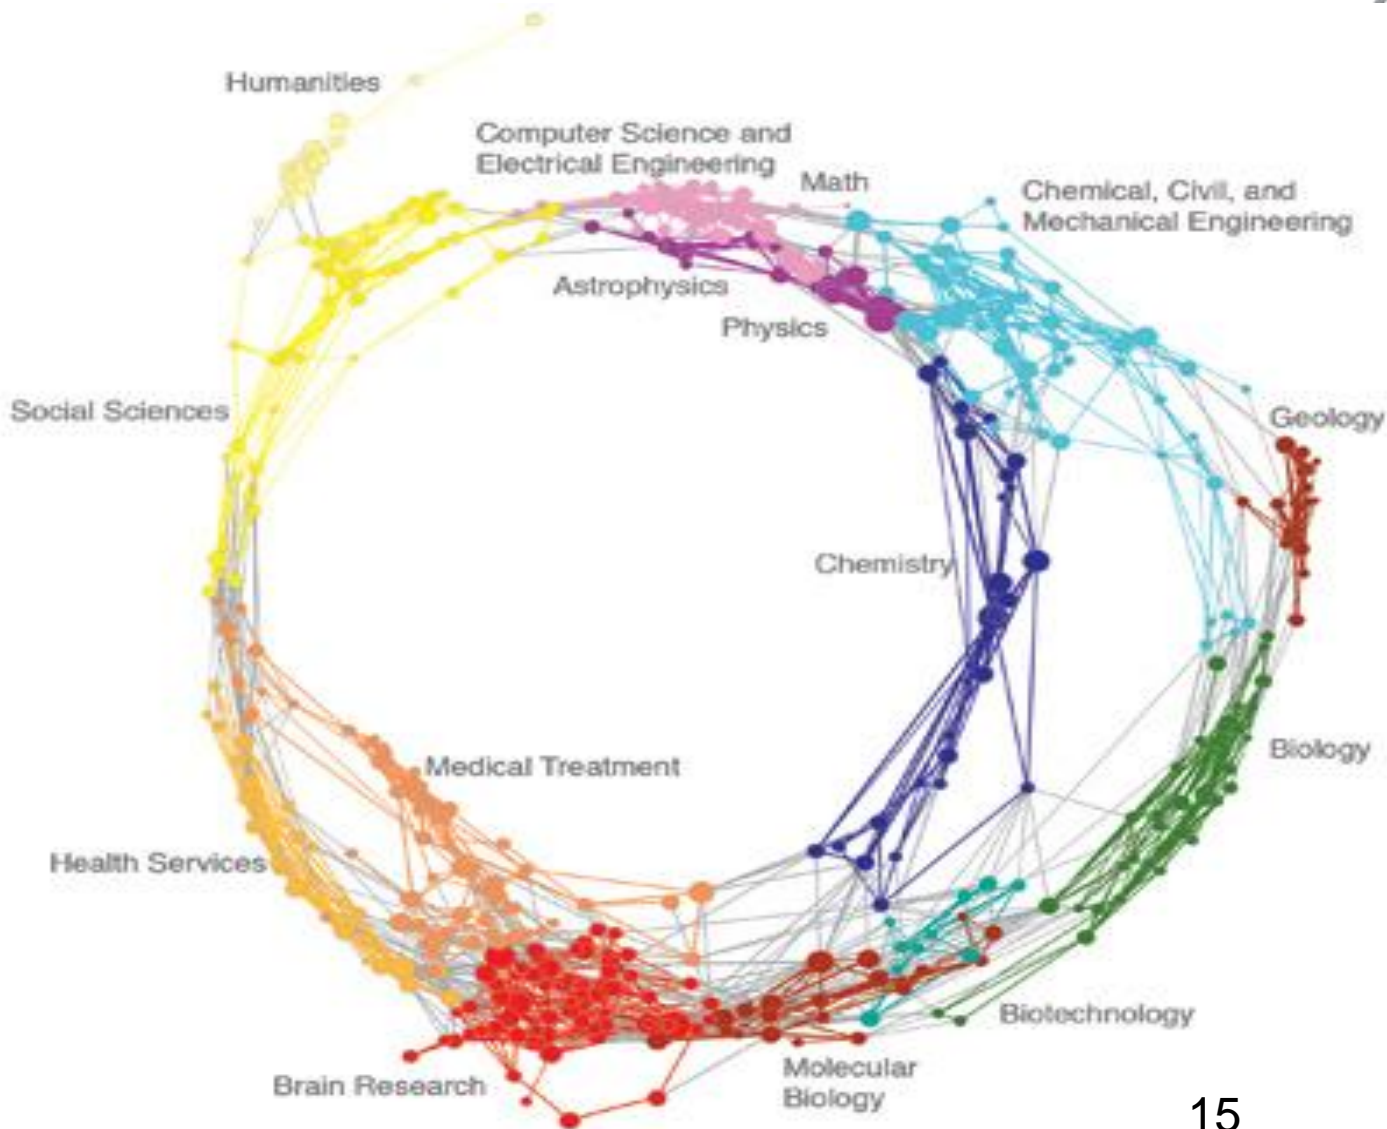 Humanities
Computer Science and
Electrical Engineering
Math
Chemical, Civil, and
Mechanical Engineering
Astrophysics
Physics
Social Sciences
Geology
Chemistry
Biology
Medical Treatment
Health Services
Biotechnology
Molecular
Biology
Brain Research
15